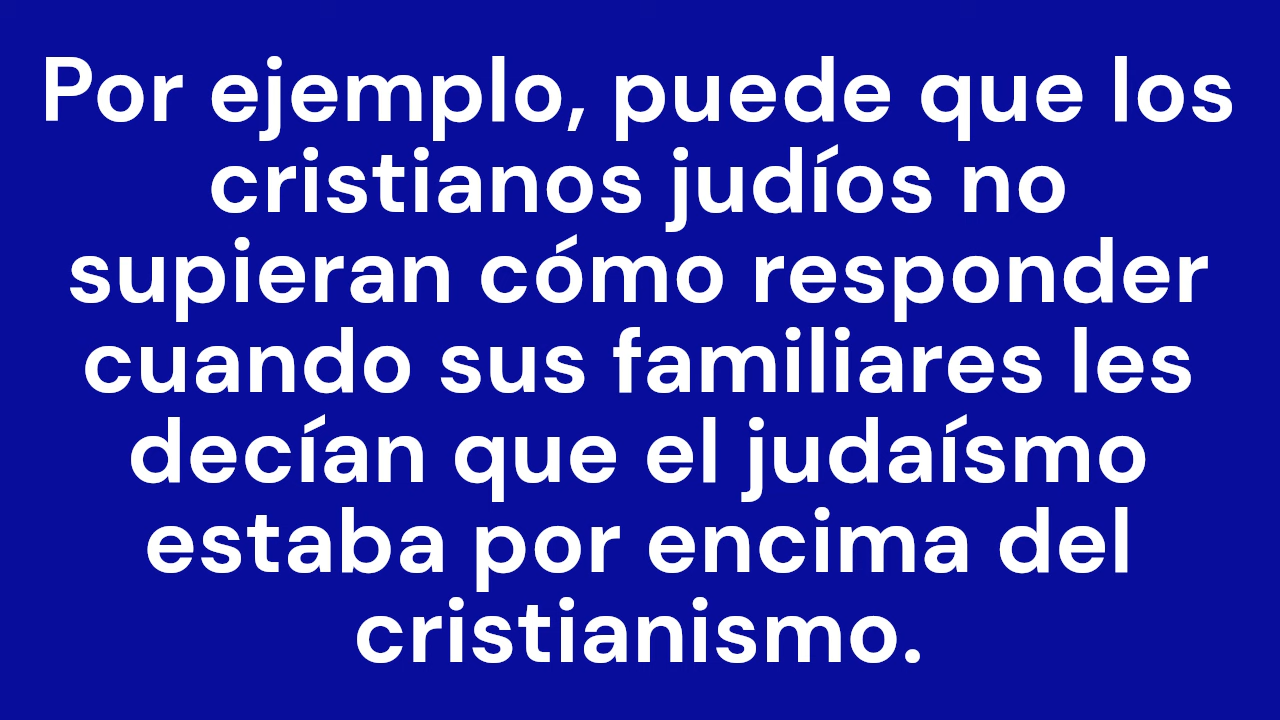 Por ejemplo, puede que los
cristianos judíos no
supieran cómo responder
cuando sus familiares les
decían que el judaísmo
estaba por encima del
cristianismo.